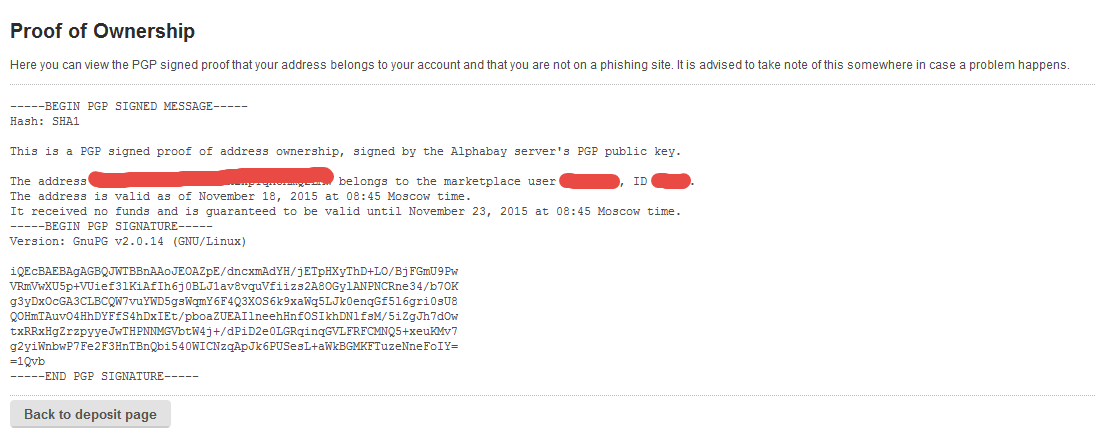 Proof of Ownership
Here you can view the PGP signed proof that your address belongs to your account and that you are not on a phishing site. It is advised to take note of this somewhere in case a problem happens.
-----BEGIN PGP SIGNED MESSAGE-----
Hash: SHA1
This is a PGP signed proof of address ownership, signed by the Alphabay server's PGP public key.
The address belongs to the marketplace user , ID .
The address is valid as of November 18, 2015 at 08:45 Moscow time.
It received no funds and is guaranteed to be valid until November 23, 2015 at 08:45 Moscow time.
-----BEGIN PGP SIGNATURE-----
Version: GnuPG v2.0.14 (GNU/Linux)
iQEcBAEBAgAGBQJWTBBnAAoJEOAZpE/dncxmAdYH/jETpHXyThD+LO/BjFGmU9Pw
VRmVwXU5p+VUief3lKiAfIh6j0BLJ1av8vquVfiizs2A8OGylANPNCRne34/b7OK
g3yDxOcGA3CLBCQW7vuYWD5gsWqmY6F4Q3XOS6k9xaWq5LJk0enqGf5l6gri0sU8
QOHmTAuvO4HhDYFfS4hDxIEt/pboaZUEAIlneehHnfOSIkhDNlfsM/5iZgJh7dOw
txRRxHgZrzpyyeJwTHPNNMGVbtW4j+/dPiD2e0LGRqinqGVLFRFCMNQ5+xeuKMv7
g2yiWnbwP7Fe2F3HnTBnQbi540WICNzqApJk6PUSesL+aWkBGMKFTuzeNneFoIY=
=1Qvb
-----END PGP SIGNATURE-----
Back to deposit page